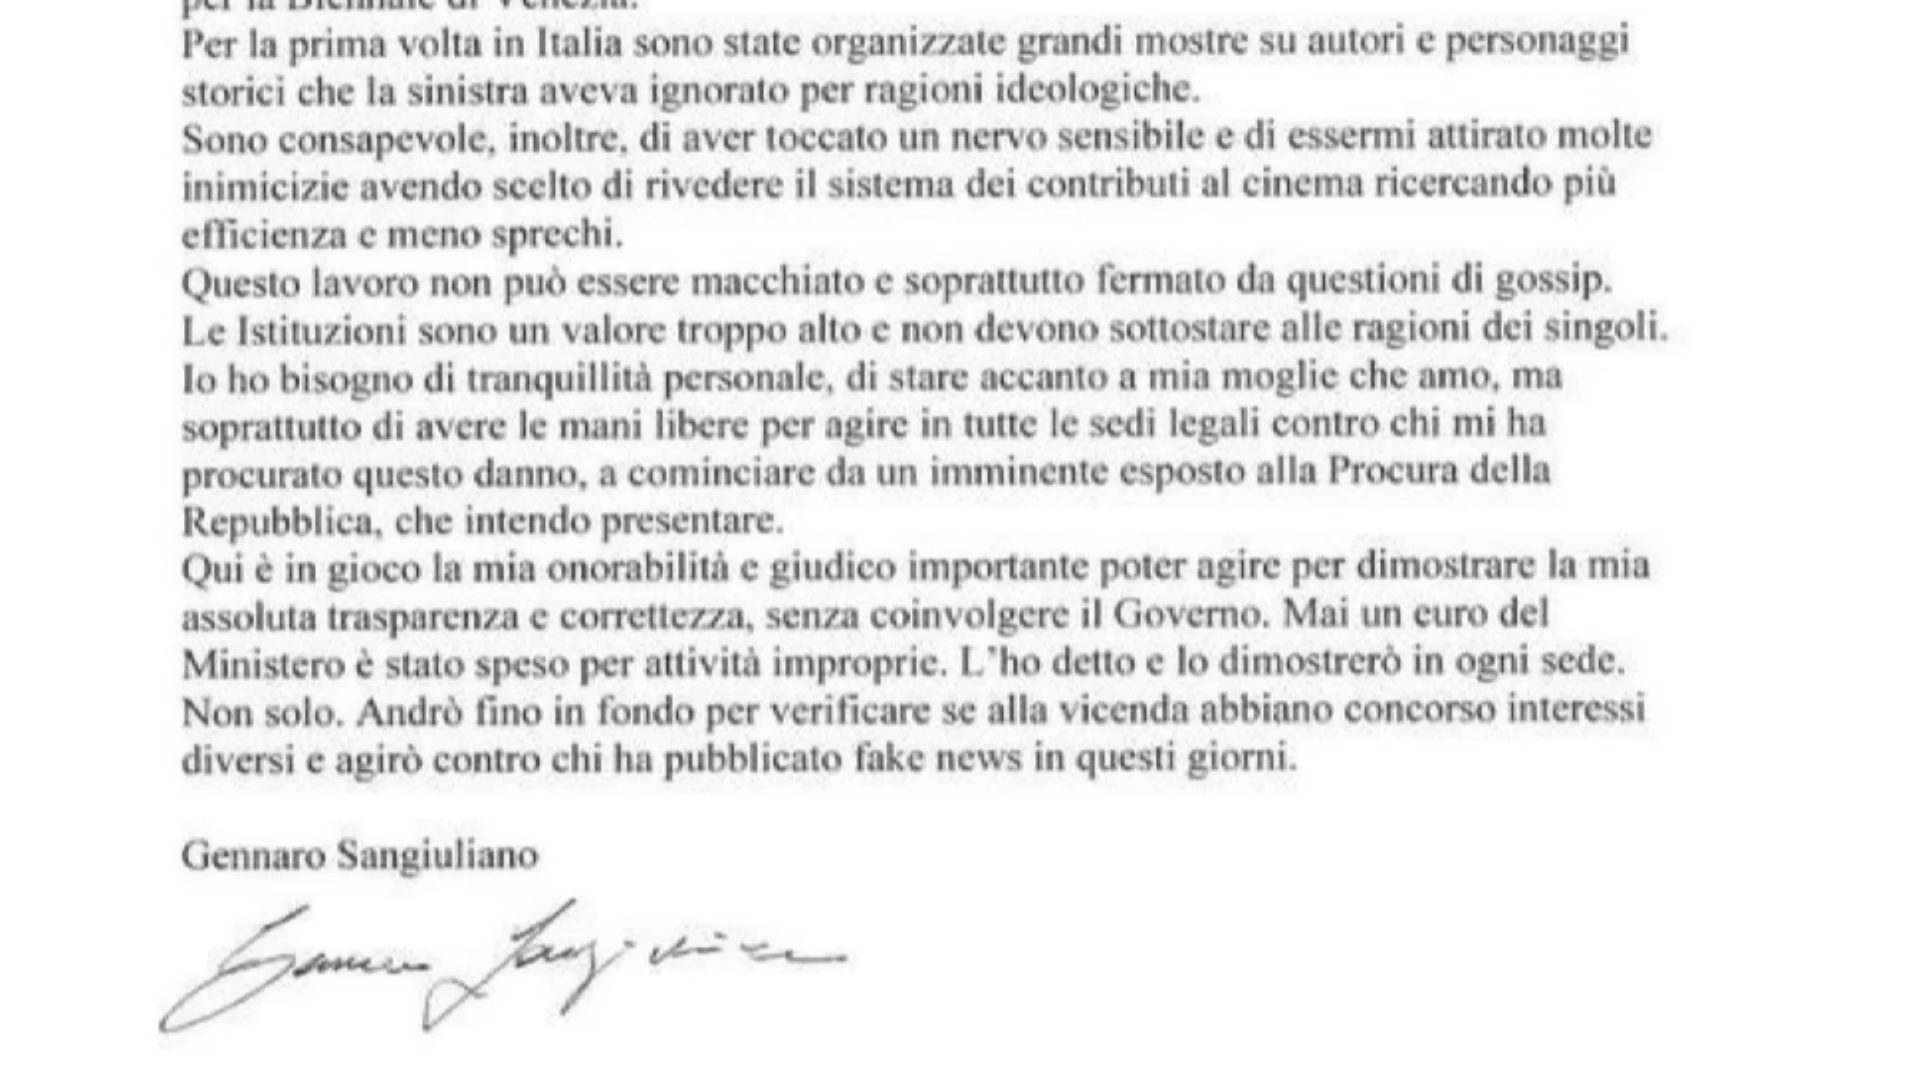 per la Biennale di Venezia.
Per la prima volta in Italia sono state organizzate grandi mostre su autori e personaggi
storici che la sinistra aveva ignorato per ragioni ideologiche.
Sono consapevole, inoltre, di aver toccato un nervo sensibile e di essermi attirato molte
inimicizie avendo scelto di rivedere il sistema dei contributi al cinema ricercando più
efficienza e meno sprechi.
Questo lavoro non può essere macchiato e soprattutto fermato da questioni di gossip.
Le Istituzioni sono un valore troppo alto e non devono sottostare alle ragioni dei singoli.
Io ho bisogno di tranquillità personale, di stare accanto a mia moglie che amo, ma
soprattutto di avere le mani libere per agire in tutte le sedi legali contro chi mi ha
procurato questo danno, a cominciare da un imminente esposto alla Procura della
Repubblica, che intendo presentare.
Qui è in gioco la mia onorabilità e giudico importante poter agire per dimostrare la mia
assoluta trasparenza e correttezza, senza coinvolgere il Governo. Mai un euro del
Ministero è stato speso per attività improprie. L'ho detto e lo dimostrerò in ogni sede.
Non solo. Andrò fino in fondo per verificare se alla vicenda abbiano concorso interessi
diversi e agirò contro chi ha pubblicato fake news in questi giorni.
Gennaro Sangiuliano